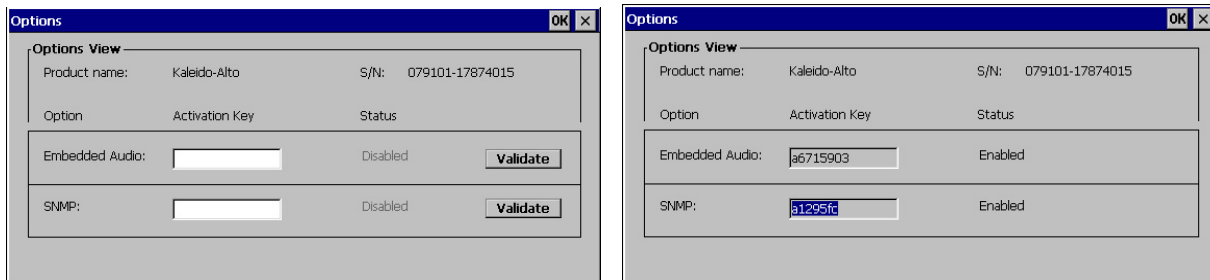 Options OK ×
Options View
Product name: Kaleido-Alto S/N: 079101-17874015
Option Activation Key Status
Embedded Audio: Disabled Validate
SNMP: Disabled Validate
Options OK ×
Options View
Product name: Kaleido-Alto S/N: 079101-17874015
Option Activation Key Status
Embedded Audio: a6715903 Enabled
SNMP: a1295fc Enabled